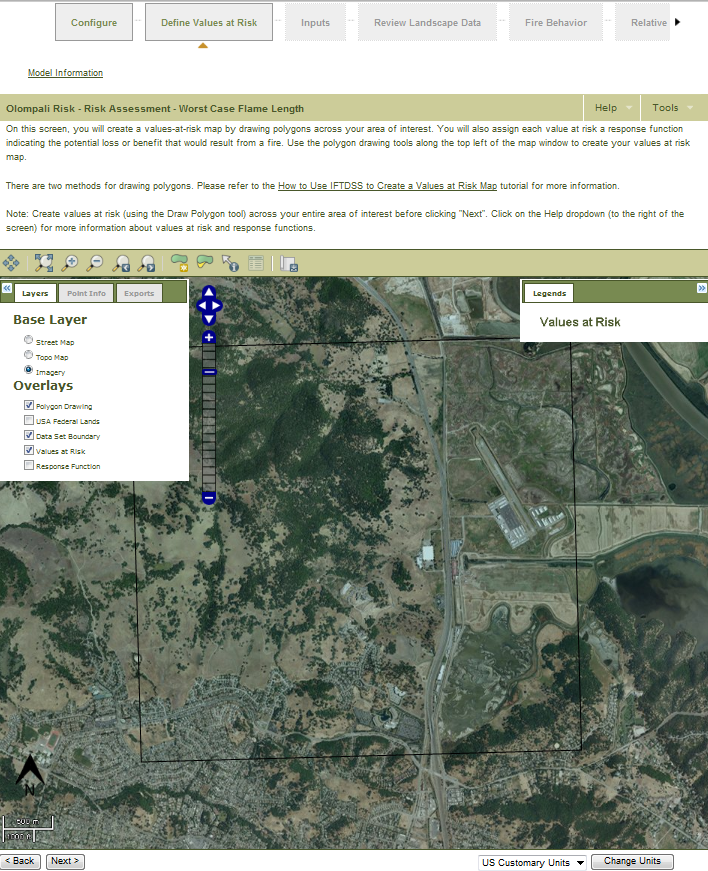 Configure
Define Values at Risk
Inputs
Review Landscape Data
Fire Behavior
Relative
Model Information
Olompali Risk - Risk Assessment - Worst Case Flame Length
Help
Tools
On this screen, you will create a values-at-risk map by drawing polygons across your area of interest. You will also assign each value at risk a response function
indicating the potential loss or benefit that would result from a fire. Use the polygon drawing tools along the top left of the map window to create your values at risk
map.
There are two methods for drawing polygons. Please refer to the How to Use IFTDSS to Create a Values at Risk Map tutorial for more information.
Note: Create values at risk (using the Draw Polygon tool) across your entire area of interest before clicking "Next". Click on the Help dropdown (to the right of the
screen) for more information about values at risk and response functions.
Layers
Point Info
Exports
Legends
Base Layer
Values at Risk
Street Map
Topo Map
Imagery
Overlays
Polygon Drawing
USA Federal Lands
Data Set Boundary
Values at Risk
Response Function
N
500 m
1000 ft
< Back
Next >
US Customary Units
Change Units